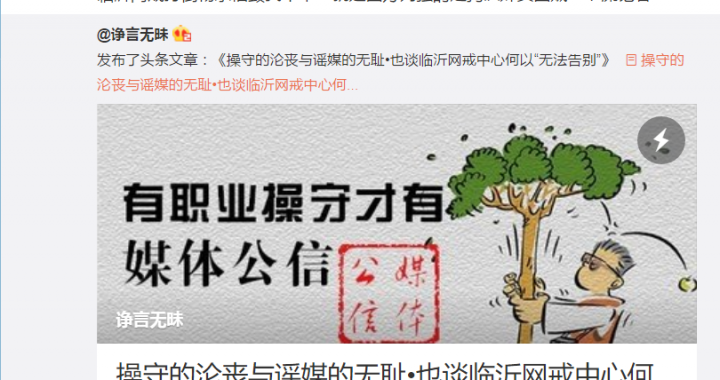 @诤言无昧
发布了头条文章：《操守的沦丧与谣媒的无耻•也谈临沂网戒中心何以“无法告别”》 操守的
沦丧与谣媒的无耻•也谈临沂网戒中心何...
有职业操守才有
媒体公信
公媒
信体
诤言无昧
操守的沦丧与谣媒的无耻•也谈临沂网戒中心何